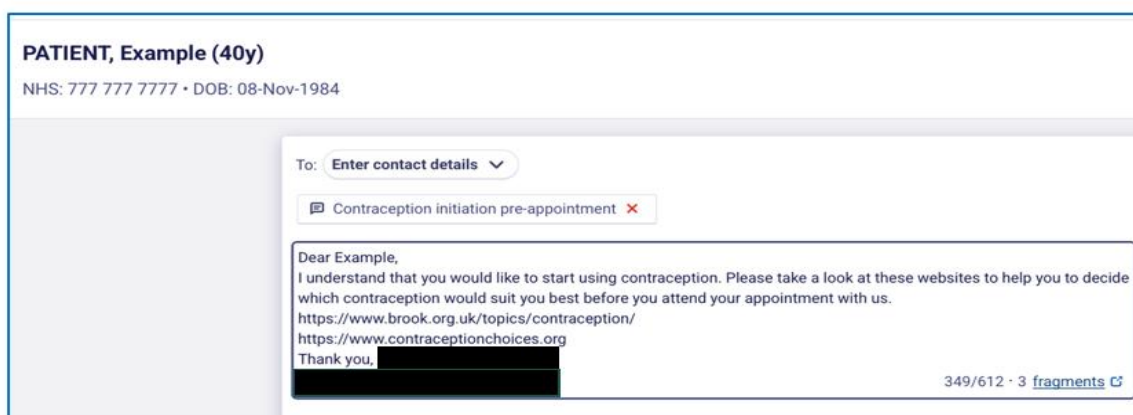 PATIENT, Example (40y)
NHS: 777 777 7777 • DOB: 08-Nov-1984
To: Enter contact details
Contraception initiation pre-appointment
Dear Example,
I understand that you would like to start using contraception. Please take a look at these websites to help you to decide
which contraception would suit you best before you attend your appointment with us.
https://www.brook.org.uk/topics/contraception/
https://www.contraceptionchoices.org
Thank you,
349/612 · 3 fragments